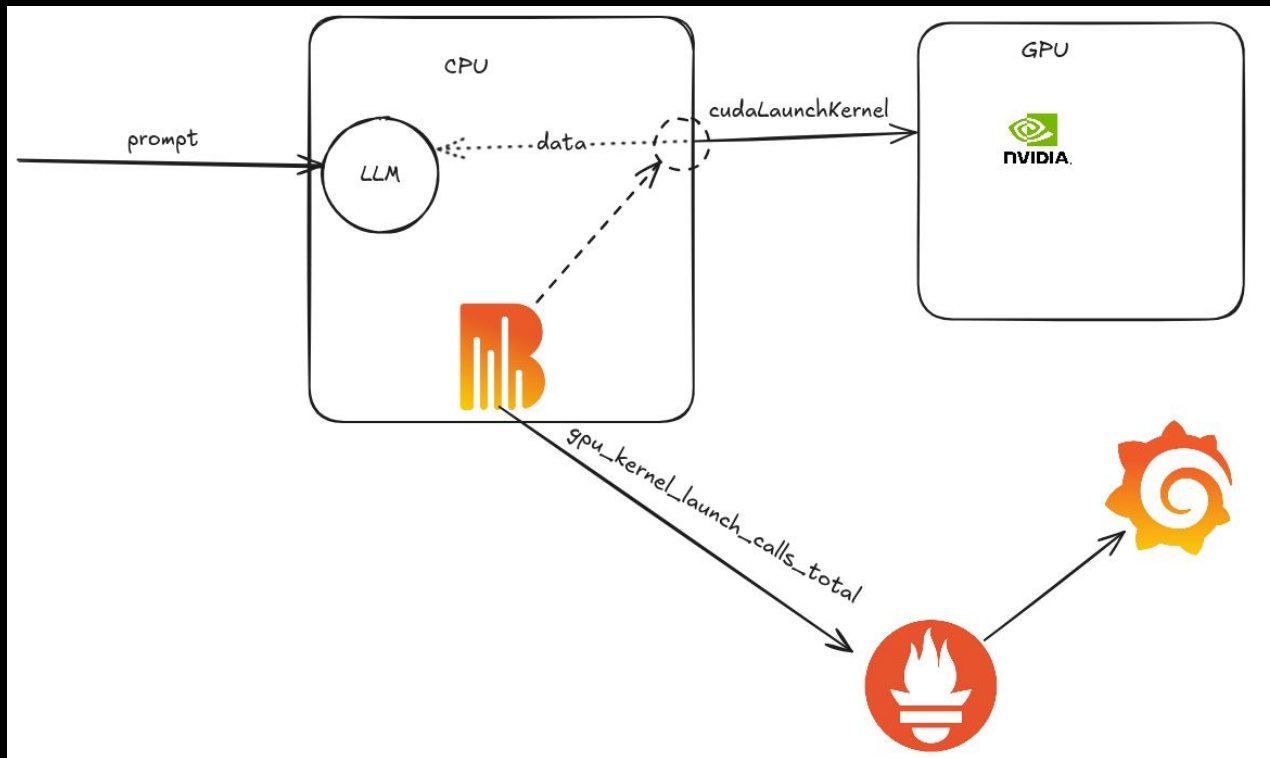 CPU
GPU
prompt
LLM
data
cudaLaunchKernel
NVIDIA.
gpu_kernel_launch_calls_total